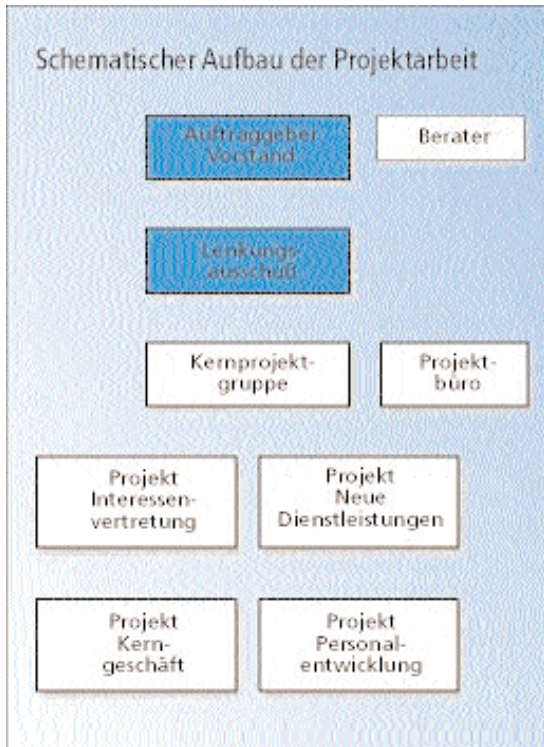 Schematischer Aufbau der Projektarbeit
Auftraggeber
Vorstand
Berater
Lenkungs-
ausschuß
Kernprojekt-
gruppe
Projekt-
büro
Projekt
Interessen-
vertretung
Projekt
Neue
Dienstleistungen
Projekt
Kern-
geschäft
Projekt
Personal-
entwicklung